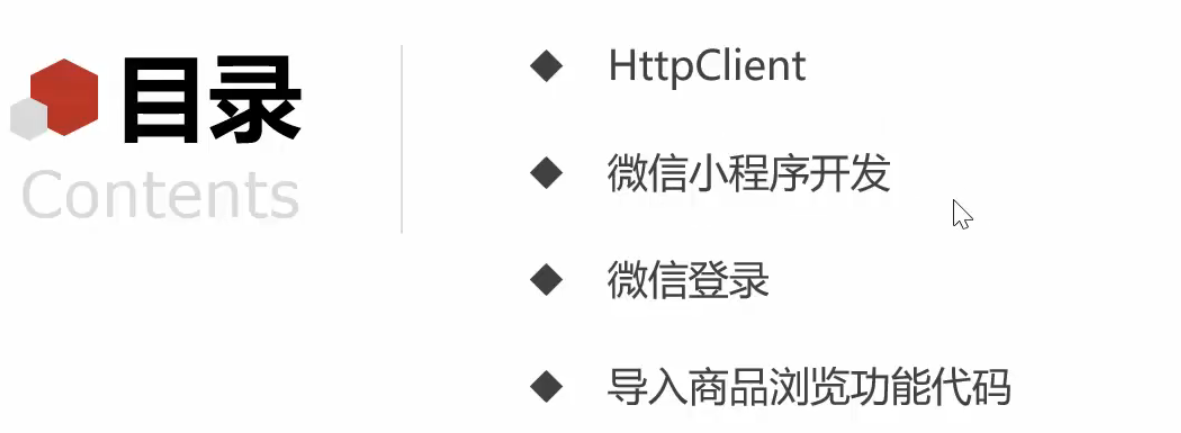 目录
Contents
HttpClient
微信小程序开发
微信登录
导入商品浏览功能代码